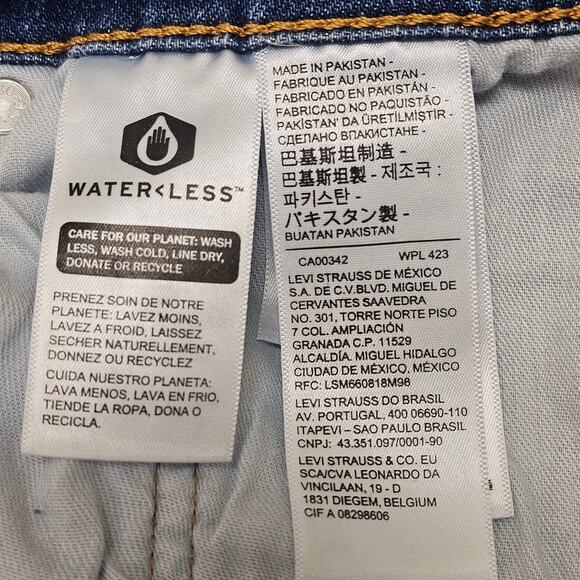 WATER<LESS™
CARE FOR OUR PLANET: WASH
LESS, WASH COLD, LINE DRY,
DONATE OR RECYCLE
PRENEZ SOIN DE NOTRE
PLANETE: LAVEZ MOINS,
LAVEZ A FROID, LAISSEZ
SECHER NATURELLEMENT,
DONNEZ OU RECYCLEZ
CUIDA NUESTRO PLANETA:
LAVA MENOS, LAVA EN FRIO,
TIENDE LA ROPA, DONA O
RECICLA.
MADE IN PAKISTAN -
FABRIQUE AU PAKISTAN -
FABRICADO EN PAKISTÁN -
FABRICADO NO PAQUISTÃO -
PAKİSTAN' DA ÜRETİLMİŞTİR -
СДЕЛАНО ВПАКИСТАНЕ -
巴基斯坦制造 -
巴基斯坦製 - 제조국 :
파키스탄 -
パキスタン製 -
BUATAN PAKISTAN
CA00342 WPL 423
LEVI STRAUSS DE MÉXICO
S.A. DE C.V.BLVD. MIGUEL DE
CERVANTES SAAVEDRA
NO. 301, TORRE NORTE PISO
7 COL. AMPLIACIÓN
GRANADA C.P. 11529
ALCALDÍA. MIGUEL HIDALGO
CIUDAD DE MÉXICO, MÉXICO
RFC: LSM660818M98
LEVI STRAUSS DO BRASIL
AV. PORTUGAL, 400 06690-110
ITAPEVI – SAO PAULO BRASIL
CNPJ: 43.351.097/0001-90
LEVI STRAUSS & CO. EU
SCA/CVA LEONARDO DA
VINCILAAN, 19 - D
1831 DIEGEM, BELGIUM
CIF A 08298606